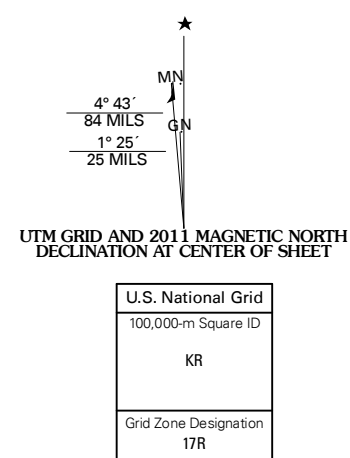 ★
MN
4° 43´
84 MILS
GN
1° 25´
25 MILS
UTM GRID AND 2011 MAGNETIC NORTH
DECLINATION AT CENTER OF SHEET
U.S. National Grid
100,000-m Square ID
KR
Grid Zone Designation
17R